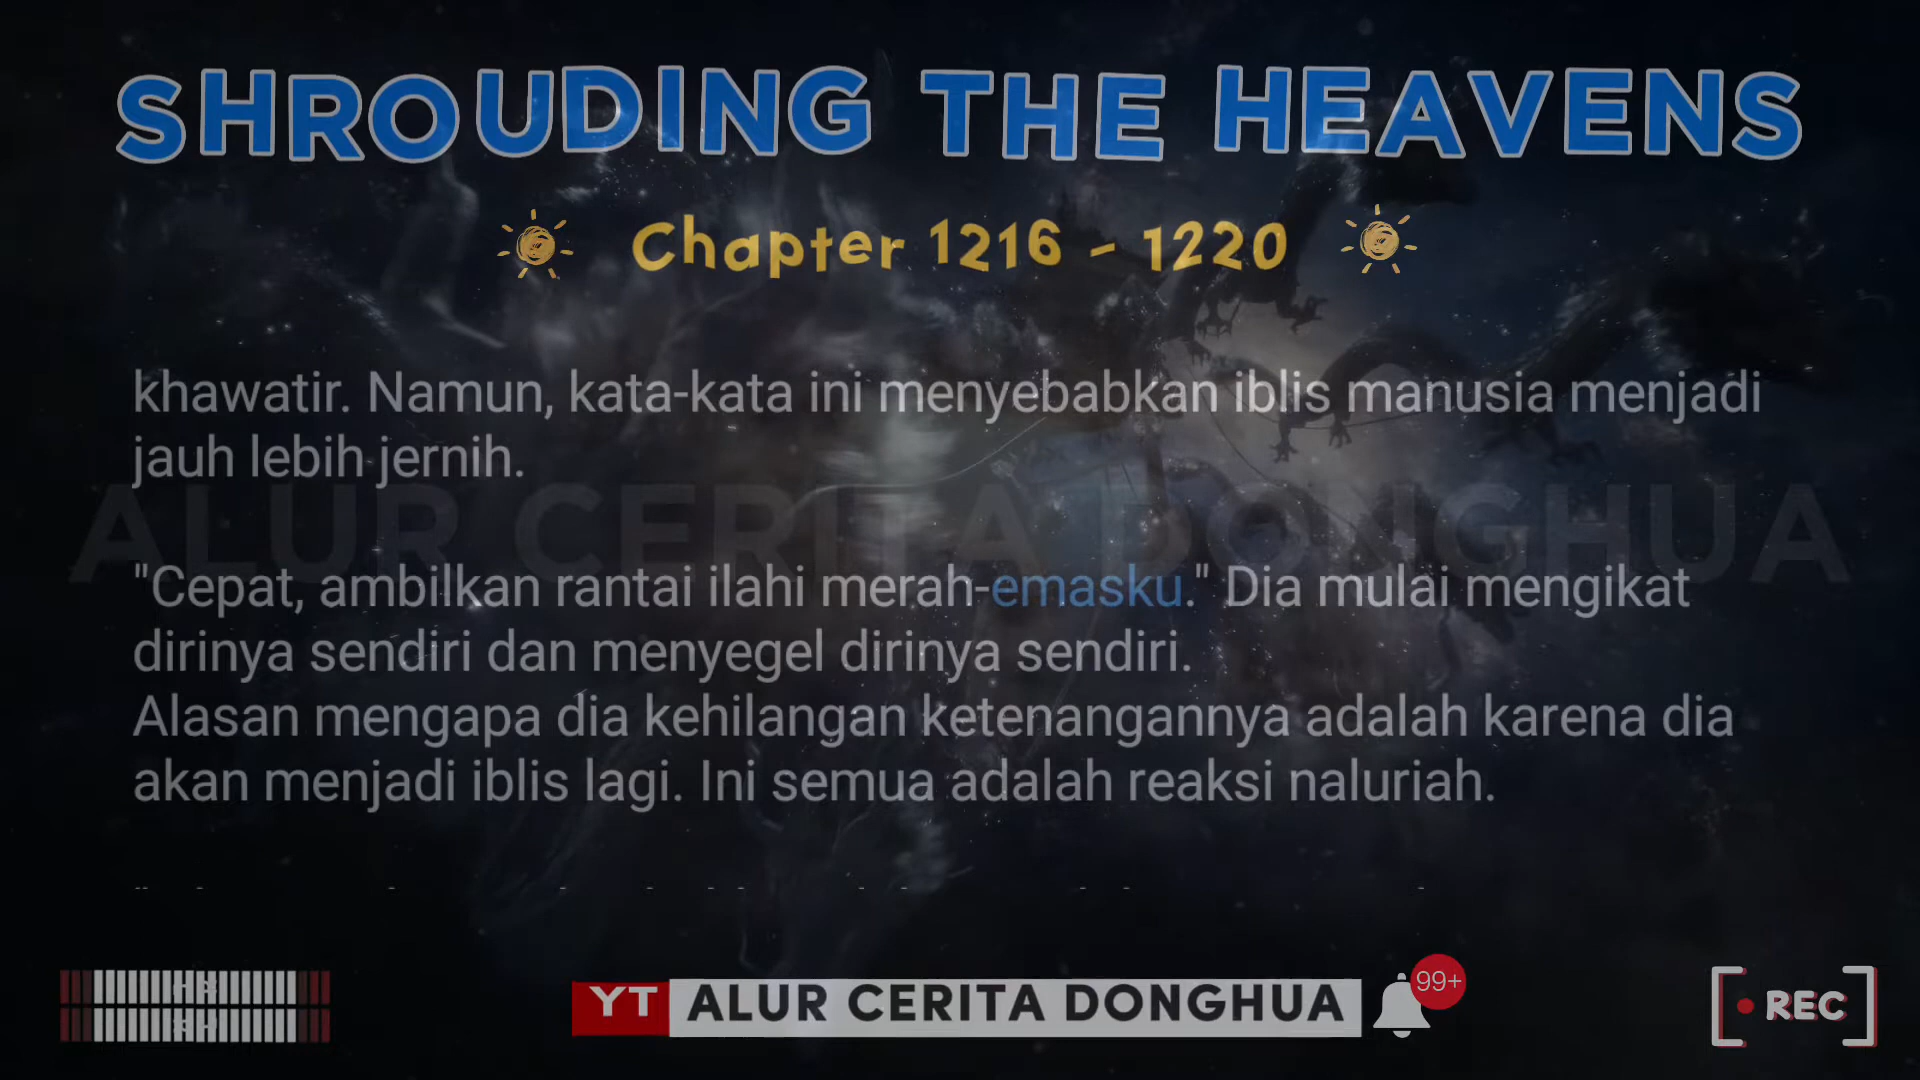 SHROUDING THE HEAVENS
Chapter 1216 - 1220
khawatir. Namun, kata-kata ini menyebabkan iblis manusia menjadi
jauh lebih jernih.
ALUR CERITA DONGHUA
"Cepat, ambilkan rantai ilahi merah-emasku." Dia mulai mengikat
dirinya sendiri dan menyegel dirinya sendiri.
Alasan mengapa dia kehilangan ketenangannya adalah karena dia
akan menjadi iblis lagi. Ini semua adalah reaksi naluriah.
YT ALUR CERITA DONGHUA 99+
REC